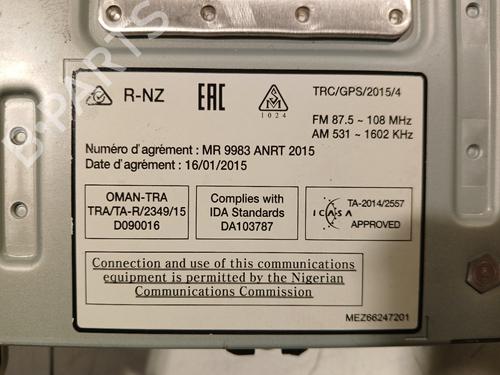 R-NZ
EAC
SM
1024
TRC/GPS/2015/4
FM 87.5 ~ 108 MHz
AM 531 ~ 1602 KHz
Numéro d'agrément : MR 9983 ANRT 2015
Date d'agrément : 16/01/2015
OMAN-TRA
TRA/TA-R/2349/15
D090016
Complies with
IDA Standards
DA103787
ICASA
TA-2014/2557
APPROVED
Connection and use of this communications
equipment is permitted by the Nigerian
Communications Commission
MEZ66247201
B-PARTS